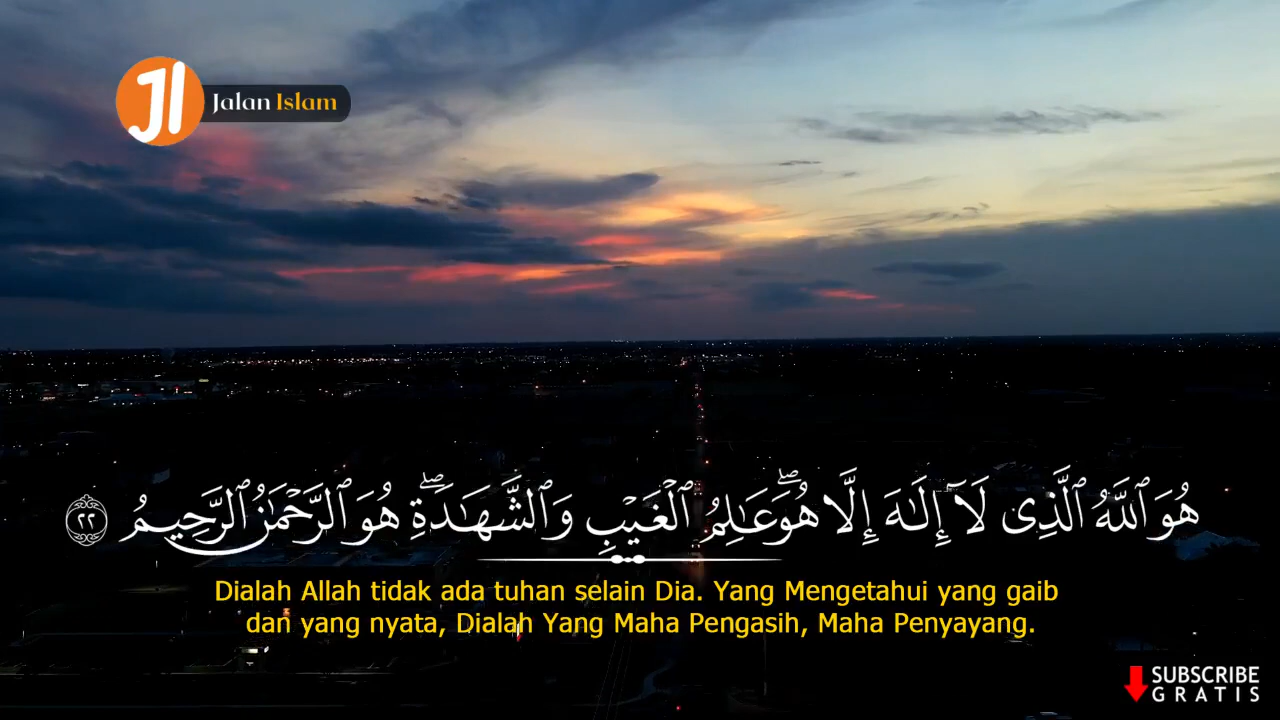 JI
Jalan Islam
هُوَ ٱللَّهُ ٱلَّذِى لَآ إِلَـٰهَ إِلَّا هُوَ ۖ عَـٰلِمُ ٱلْغَيْبِ وَٱلشَّهَـٰدَةِ ۖ هُوَ ٱلرَّحْمَـٰنُ ٱلرَّحِيمُ ٢٢
Dialah Allah tidak ada tuhan selain Dia. Yang Mengetahui yang gaib
dan yang nyata, Dialah Yang Maha Pengasih, Maha Penyayang.
SUBSCRIBE
GRATIS